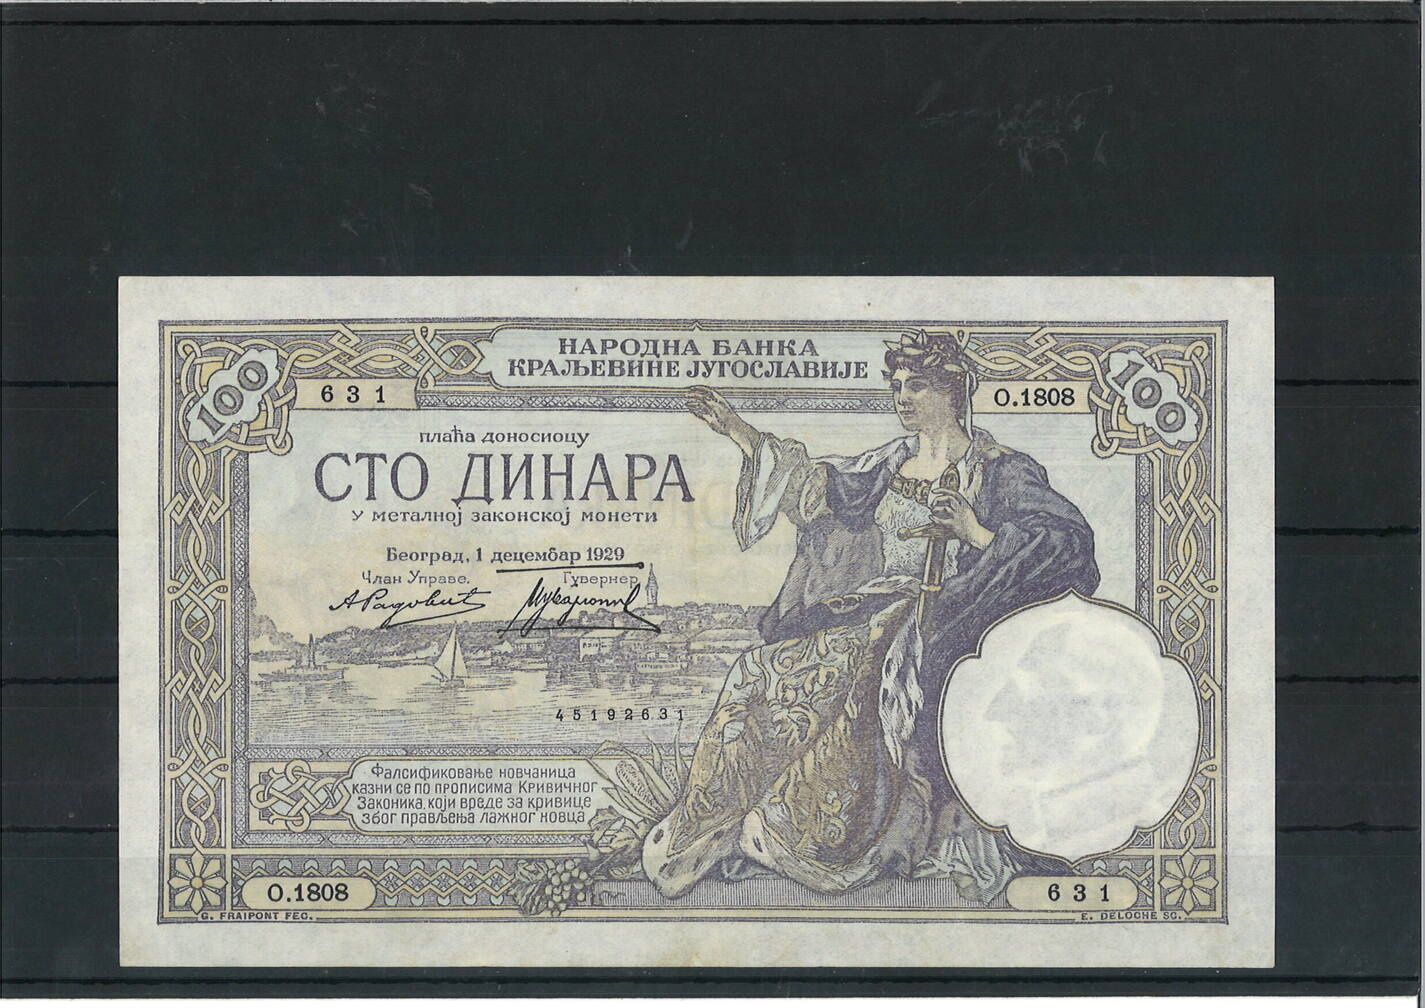 НАРОДНА БАНКА
КРАЉЕВИНЕ ЈУГОСЛАВИЈЕ
100
631
O.1808
100
плаћа доносиоцу
СТО ДИНАРА
у металној законској монети
Београд, 1 децембар 1929
Члан Управе.
Гувернер
А Радовић
45192631
Фалсификовање новчаница
казни се по прописима Кривичног
Законика, који вреде за кривице
због прављења лажног новца
O.1808
631
G. FRAIPONT FEC.
E. DELOCHE SC.